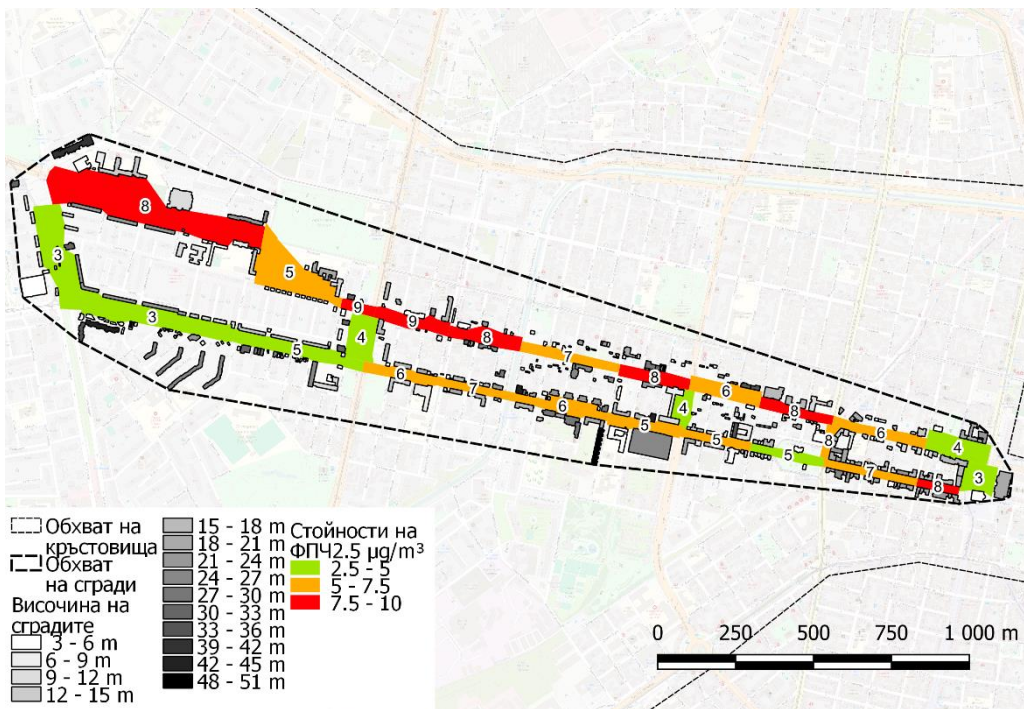 8
3
5
9
3
9
4
8
5
7
6
8
7
6
4
6
8
5
6
5
8
4
5
7
3
8
Обхват на
кръстовища
Обхват
на сгради
Височина на
сградите
3 - 6 m
6 - 9 m
9 - 12 m
12 - 15 m
15 - 18 m
18 - 21 m
21 - 24 m
24 - 27 m
27 - 30 m
30 - 33 m
33 - 36 m
39 - 42 m
42 - 45 m
48 - 51 m
Стойности на
ФПЧ2.5 µg/m³
2.5 - 5
5 - 7.5
7.5 - 10
0 250 500 750 1 000 m